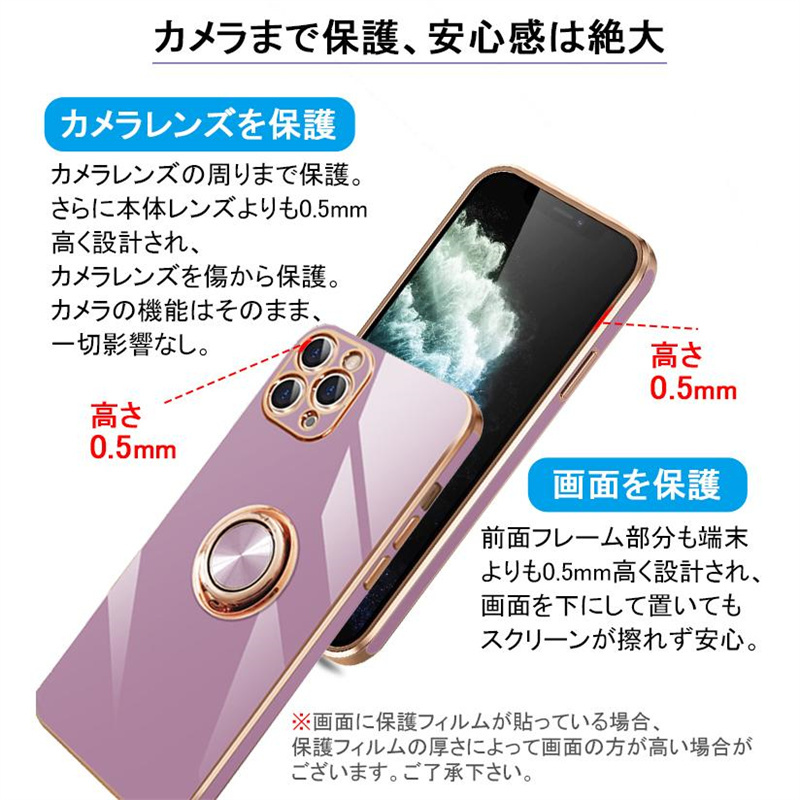 カメラまで保護、安心感は絶大
カメラレンズを保護
カメラレンズの周りまで保護。
さらに本体レンズよりも0.5mm
高く設計され、
カメラレンズを傷から保護。
カメラの機能はそのまま、
一切影響なし。
高さ
0.5mm
高さ
0.5mm
画面を保護
前面フレーム部分も端末
よりも0.5mm高く設計され、
画面を下にして置いても
スクリーンが擦れず安心。
※画面に保護フィルムが貼っている場合、
保護フィルムの厚さによって画面の方が高い場合が
ございます。ご了承下さい。